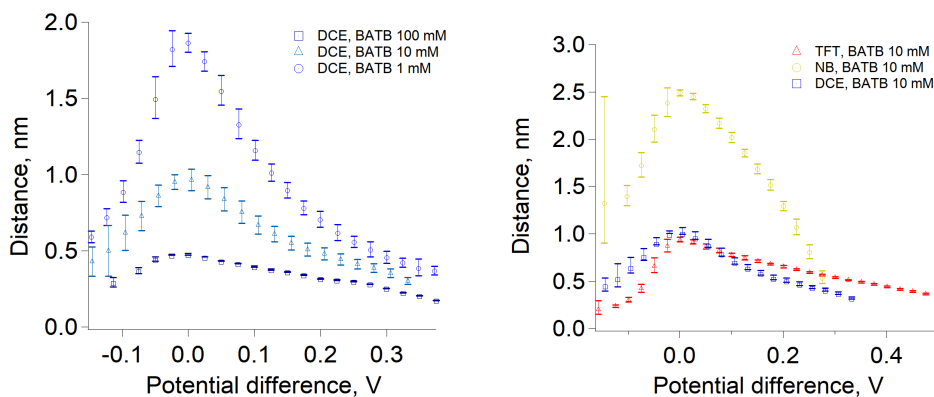 2.0
1.5
1.0
0.5
0.0
Distance, nm
DCE, BATB 100 mM
DCE, BATB 10 mM
DCE, BATB 1 mM
-0.1 0.0 0.1 0.2 0.3
Potential difference, V
3.0
2.5
2.0
1.5
1.0
0.5
0.0
Distance, nm
TFT, BATB 10 mM
NB, BATB 10 mM
DCE, BATB 10 mM
0.0 0.2 0.4
Potential difference, V